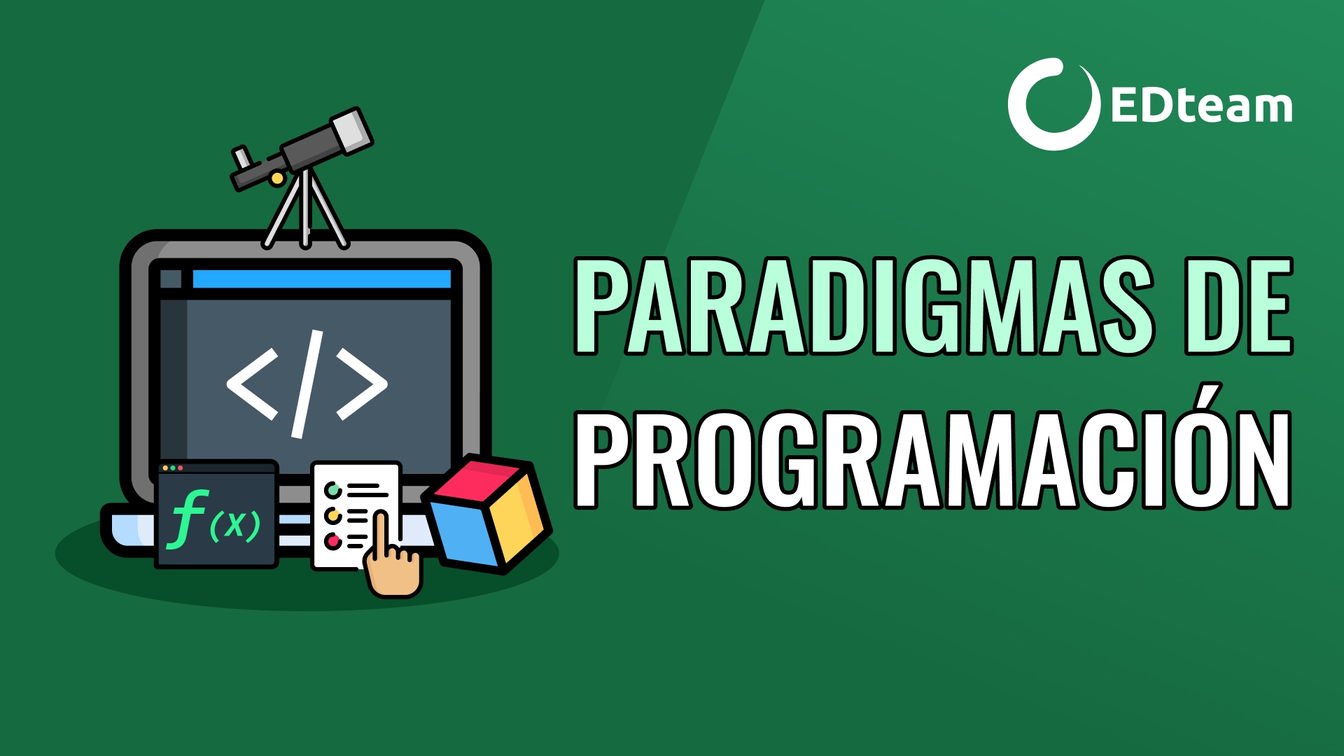 EDteam
PARADIGMAS DE
PROGRAMACIÓN
</>
f(x)